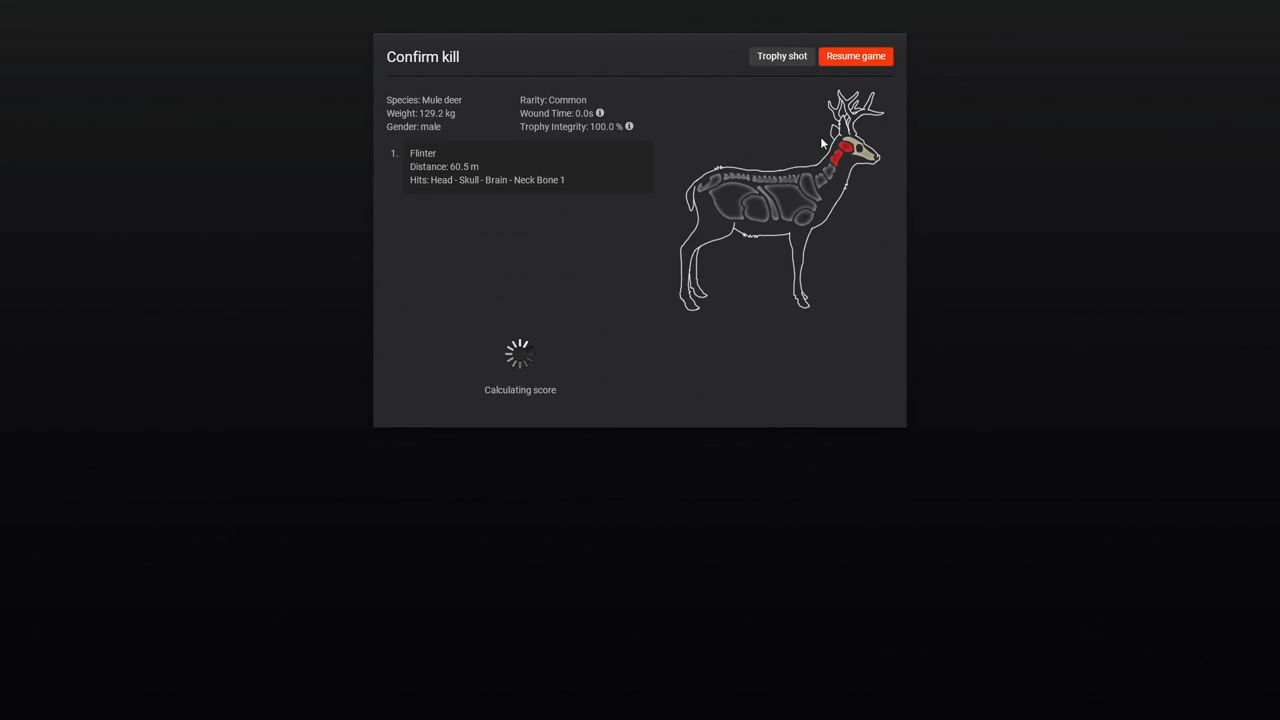 Confirm kill
Trophy shot
Resume game
Species: Mule deer
Rarity: Common
Weight: 129.2 kg
Wound Time: 0.0s
Gender: male
Trophy Integrity: 100.0 %
1. Flinter
Distance: 60.5 m
Hits: Head - Skull - Brain - Neck Bone 1
Calculating score